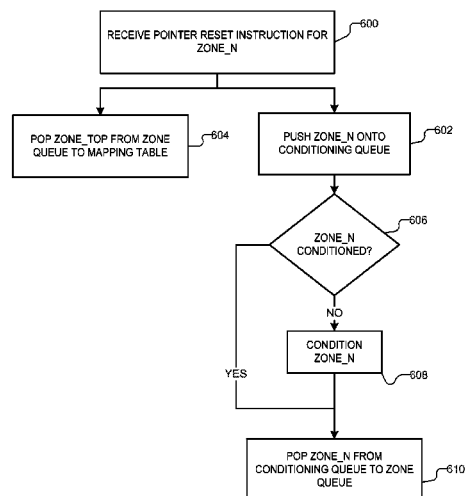 RECEIVE POINTER RESET INSTRUCTION FOR
ZONE_N
600
POP ZONE_TOP FROM ZONE
QUEUE TO MAPPING TABLE
604
PUSH ZONE_N ONTO
CONDITIONING QUEUE
602
ZONE_N
CONDITIONED?
606
NO
CONDITION
ZONE_N
608
YES
POP ZONE_N FROM
CONDITIONING QUEUE TO ZONE
QUEUE
610